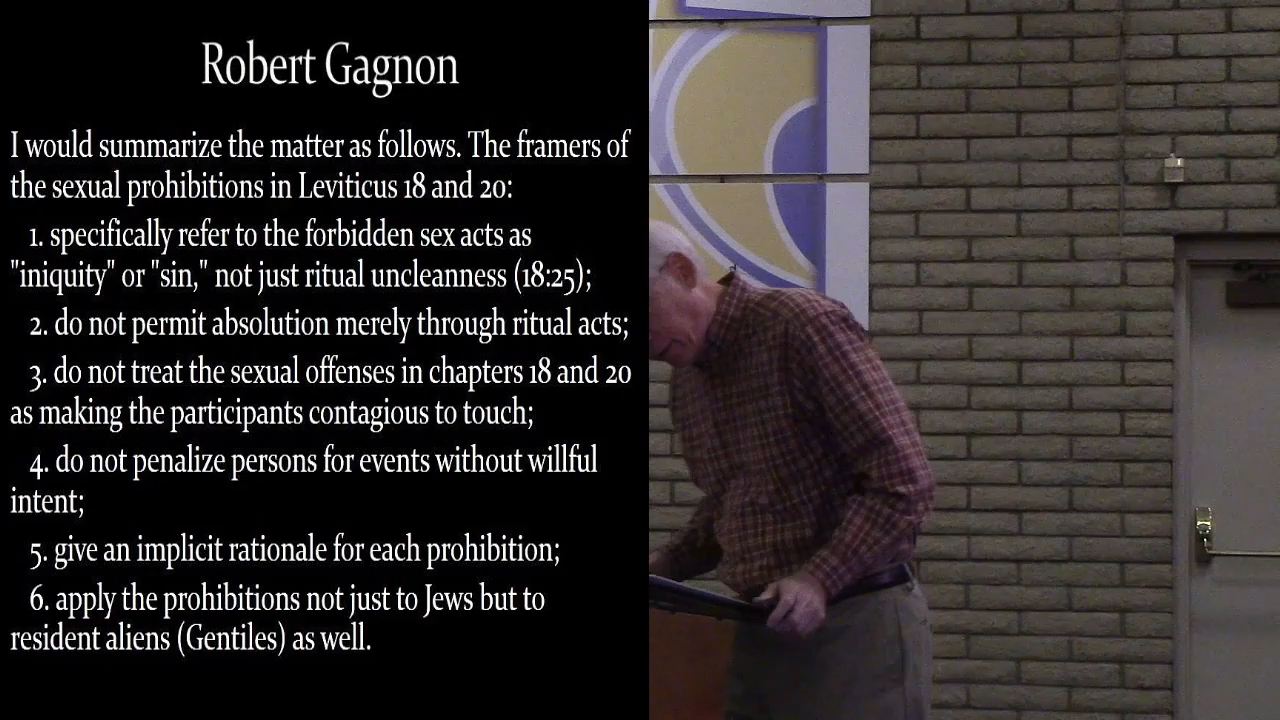 Robert Gagnon
I would summarize the matter as follows. The framers of
the sexual prohibitions in Leviticus 18 and 20:
1. specifically refer to the forbidden sex acts as
"iniquity" or "sin," not just ritual uncleanness (18:25);
2. do not permit absolution merely through ritual acts;
3. do not treat the sexual offenses in chapters 18 and 20
as making the participants contagious to touch;
4. do not penalize persons for events without willful
intent;
5. give an implicit rationale for each prohibition;
6. apply the prohibitions not just to Jews but to
resident aliens (Gentiles) as well.